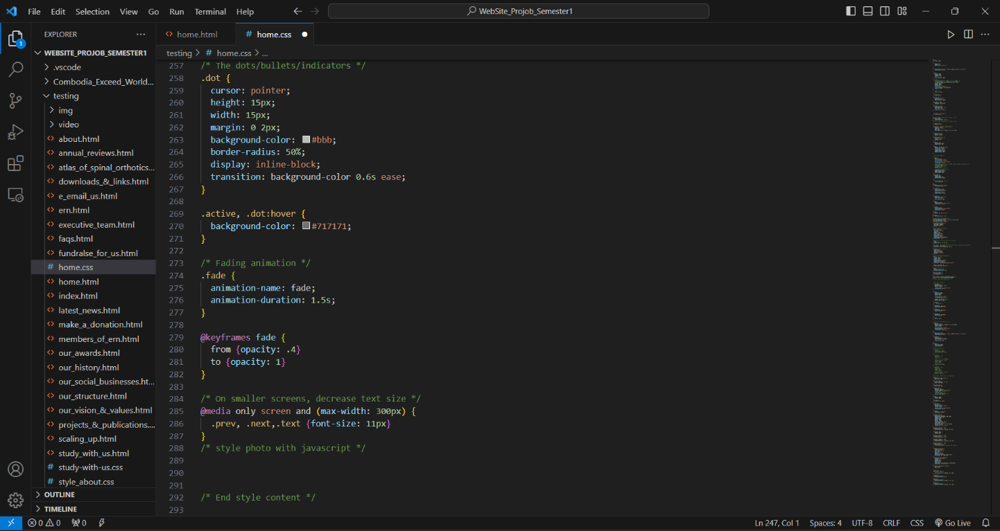 File Edit Selection View Go Run Terminal Help
WebSite_Projob_Semester1
EXPLORER
home.html
# home.css
1
WEBSITE_PROJOB_SEMESTER1
testing > # home.css > ...
.vscode
Combodia_Exceed_World...
testing
img
video
about.html
annual_reviews.html
atlas_of_spinal_orthotics...
downloads_&_links.html
e_email_us.html
ern.html
executive_team.html
faqs.html
fundralse_for_us.html
# home.css
home.html
index.html
latest_news.html
make_a_donation.html
members_of_ern.html
our_awards.html
our_history.html
our_social_businesses.ht...
our_structure.html
our_vision_&_values.html
projects_&_publications....
scaling_up.html
study_with_us.html
# study-with-us.css
# style_about.css
OUTLINE
TIMELINE
257 /* The dots/bullets/indicators */
258 .dot {
259 cursor: pointer;
260 height: 15px;
261 width: 15px;
262 margin: 0 2px;
263 background-color: #bbb;
264 border-radius: 50%;
265 display: inline-block;
266 transition: background-color 0.6s ease;
267 }
268
269 .active, .dot:hover {
270 background-color: #717171;
271 }
272
273 /* Fading animation */
274 .fade {
275 animation-name: fade;
276 animation-duration: 1.5s;
277 }
278
279 @keyframes fade {
280 from {opacity: .4}
281 to {opacity: 1}
282 }
283
284 /* On smaller screens, decrease text size */
285 @media only screen and (max-width: 300px) {
286 .prev, .next,.text {font-size: 11px}
287 }
288 /* style photo with javascript */
289
290
291
292 /* End style content */
293
0 0 0
Ln 247, Col 1 Spaces: 4 UTF-8 CRLF CSS Go Live